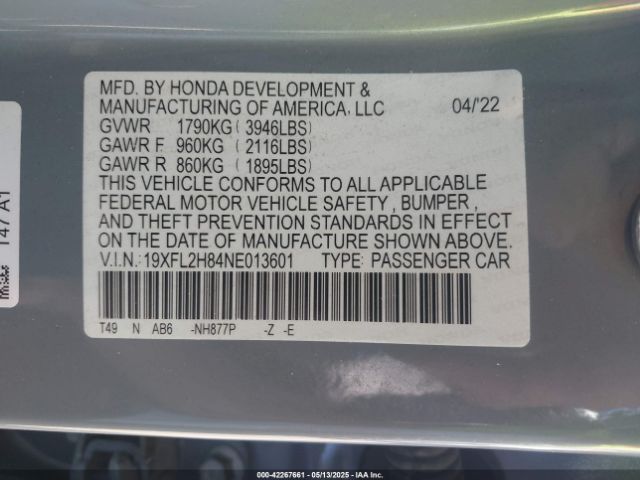 MFD. BY HONDA DEVELOPMENT &
MANUFACTURING OF AMERICA, LLC 04/'22
GVWR 1790KG (3946LBS)
GAWR F 960KG (2116LBS)
GAWR R 860KG (1895LBS)
THIS VEHICLE CONFORMS TO ALL APPLICABLE
FEDERAL MOTOR VEHICLE SAFETY, BUMPER,
AND THEFT PREVENTION STANDARDS IN EFFECT
ON THE DATE OF MANUFACTURE SHOWN ABOVE.
V.I.N.: 19XFL2H84NE013601 TYPE: PASSENGER CAR
T49 N AB6 -NH877P -Z -E
147 A1
000-42267661 - 05/13/2025 - IAA Inc.